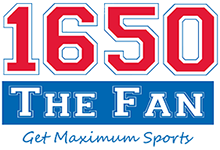 1650
THE FAN
Get Maximum Sports